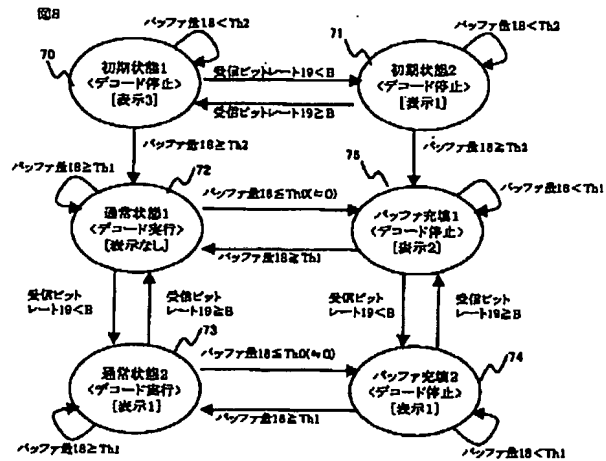 図8
バッファ量18<Th2
バッファ量18<Th2
70
71
初期状態1
<デコード停止>
[表示3]
受信ビットレート19<B
受信ビットレート19≧B
初期状態2
<デコード停止>
[表示1]
バッファ量18≧Th2
バッファ量18≧Th2
バッファ量18≧Th1
72
75
通常状態1
<デコード実行>
[表示なし]
バッファ量18≦Th0(≒0)
バッファ量18≧Th1
バッファ充填1
<デコード停止>
[表示2]
バッファ量18<Th1
受信ビット
レート19<B
受信ビット
レート19≧B
受信ビット
レート19<B
受信ビット
レート19≧B
73
74
通常状態2
<デコード実行>
[表示1]
バッファ量18≦Th0(≒0)
バッファ量18≧Th1
バッファ充填2
<デコード停止>
[表示1]
バッファ量18≧Th1
バッファ量18<Th1